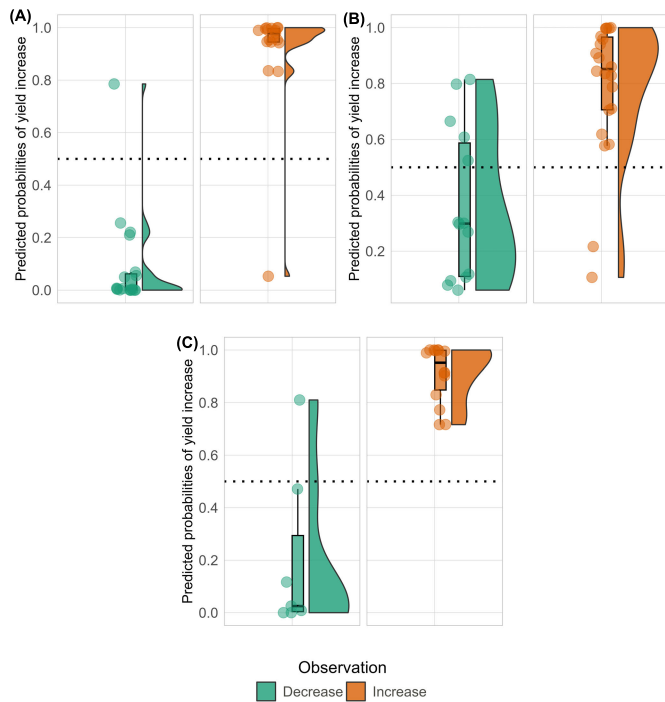 (A)
Predicted probabilities of yield increase
1.0
0.8
0.6
0.4
0.2
0.0
(B)
Predicted probabilities of yield increase
1.0
0.8
0.6
0.4
0.2
(C)
Predicted probabilities of yield increase
1.0
0.8
0.6
0.4
0.2
0.0
Observation
Decrease Increase